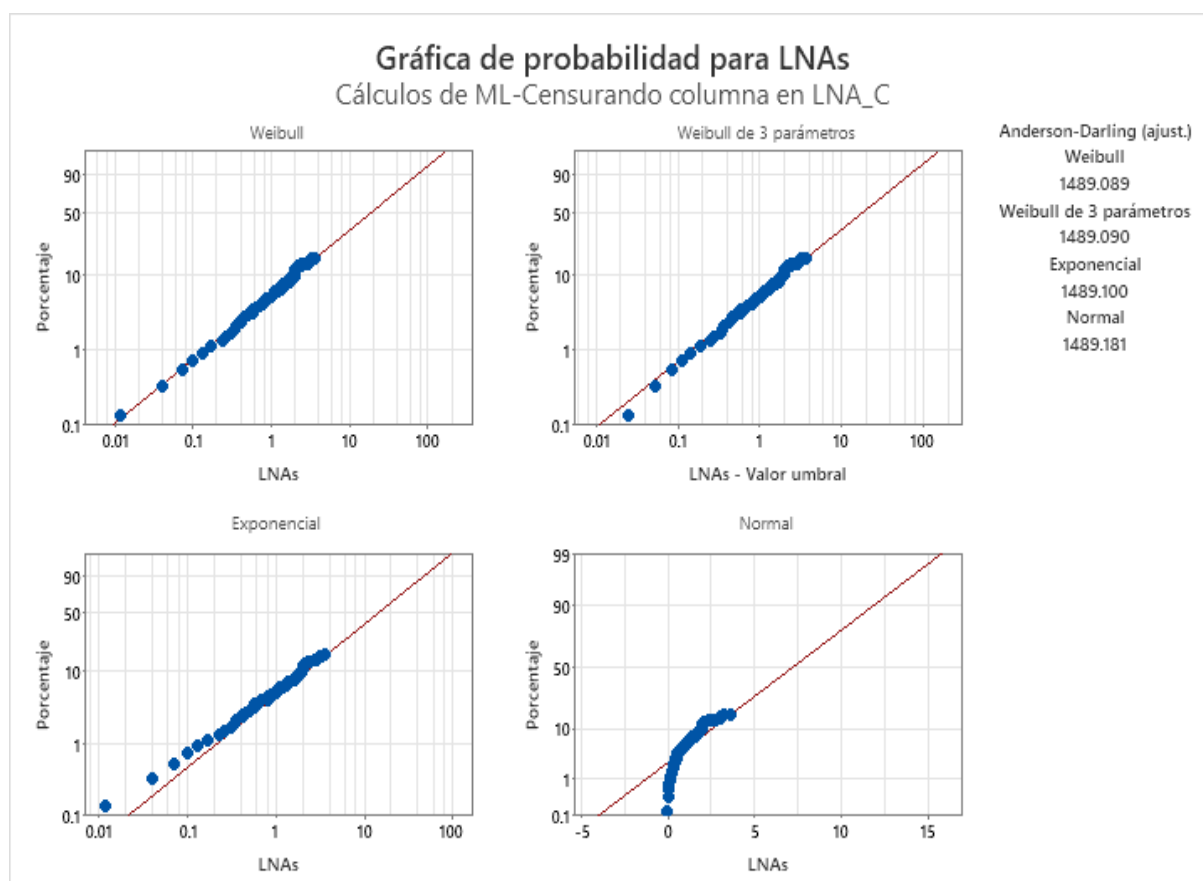 Gráfica de probabilidad para LNAs
Cálculos de ML-Censurando columna en LNA_C
Weibull
90
50
10
1
0.1
Porcentaje
0.01 0.1 1 10 100
LNAs
Weibull de 3 parámetros
90
50
10
1
0.1
Porcentaje
0.01 0.1 1 10 100
LNAs - Valor umbral
Anderson-Darling (ajust.)
Weibull
1489.089
Weibull de 3 parámetros
1489.090
Exponencial
1489.100
Normal
1489.181
Exponencial
90
50
10
1
0.1
Porcentaje
0.01 0.1 1 10 100
LNAs
Normal
99
90
50
10
1
0.1
Porcentaje
-5 0 5 10 15
LNAs